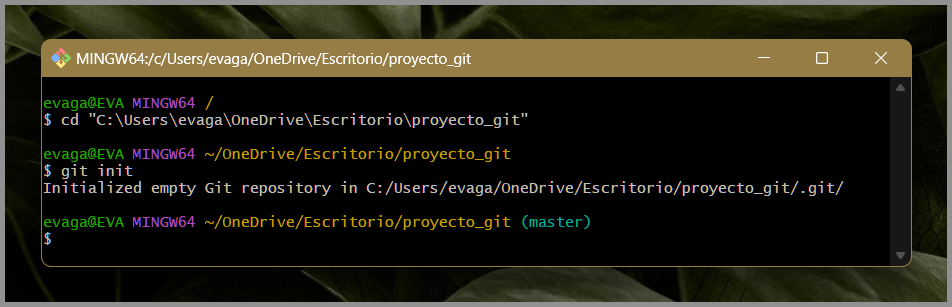 MINGW64:/c/Users/evaga/OneDrive/Escritorio/proyecto_git
evaga@EVA MINGW64 /
$ cd "C:\Users\evaga\OneDrive\Escritorio\proyecto_git"
evaga@EVA MINGW64 ~/OneDrive/Escritorio/proyecto_git
$ git init
Initialized empty Git repository in C:/Users/evaga/OneDrive/Escritorio/proyecto_git/.git/
evaga@EVA MINGW64 ~/OneDrive/Escritorio/proyecto_git (master)
$